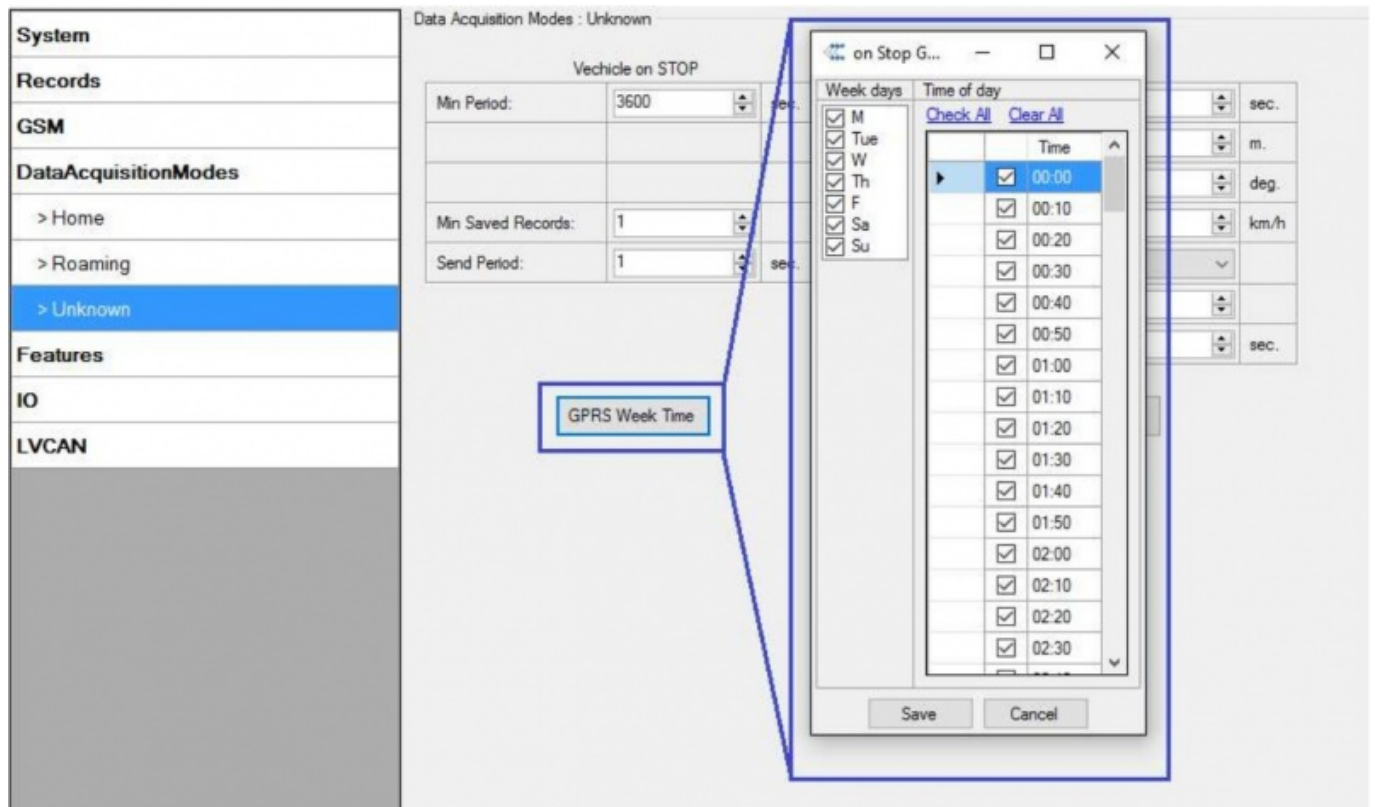 System
Records
GSM
DataAcquisitionModes
> Home
> Roaming
> Unknown
Features
IO
LVCAN
Data Acquisition Modes : Unknown
Vechicle on STOP
Min Period: 3600 sec.
Min Saved Records: 1
Send Period: 1 sec.
GPRS Week Time
on Stop G...
Week days
M
Tue
W
Th
F
Sa
Su
Time of day
Check All Clear All
Time
00:00
00:10
00:20
00:30
00:40
00:50
01:00
01:10
01:20
01:30
01:40
01:50
02:00
02:10
02:20
02:30
Save Cancel
sec.
m.
deg.
km/h
sec.